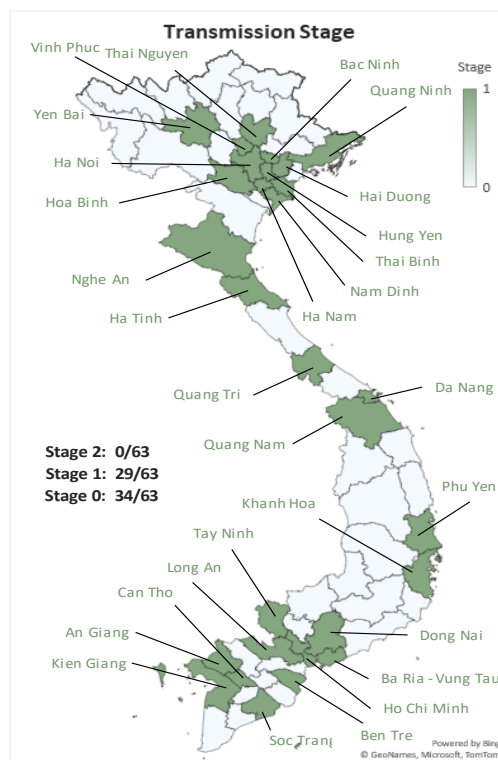 Transmission Stage
Vinh Phuc
Thai Nguyen
Bac Ninh
Stage
Quang Ninh
1
0
Yen Bai
Ha Noi
Hoa Binh
Hai Duong
Hung Yen
Thai Binh
Nam Dinh
Nghe An
Ha Nam
Ha Tinh
Quang Tri
Da Nang
Quang Nam
Stage 2: 0/63
Stage 1: 29/63
Stage 0: 34/63
Phu Yen
Khanh Hoa
Tay Ninh
Long An
Can Tho
An Giang
Kien Giang
Dong Nai
Ba Ria - Vung Tau
Ho Chi Minh
Ben Tre
Soc Trang
Powered by Bing
© GeoNames, Microsoft, TomTom